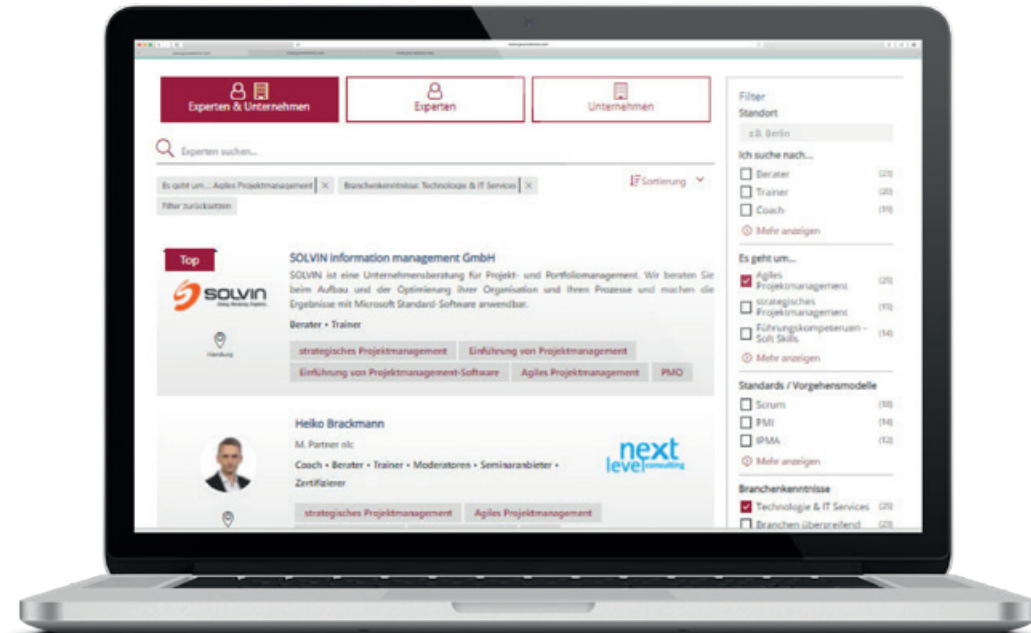 Experten & Unternehmen
Experten
Unternehmen
Experten suchen...
Es geht um...: Agiles Projektmanagement ×
Branchenkenntnisse: Technologie & IT Services ×
Sortierung
Filter zurücksetzen
Top
SOLVIN
Hamburg
SOLVIN information management GmbH
SOLVIN ist eine Unternehmensberatung für Projekt- und Portfoliomanagement. Wir beraten Sie
beim Aufbau und der Optimierung ihrer Organisation und Ihren Prozesse und machen die
Ergebnisse mit Microsoft Standard-Software anwendbar.
Berater • Trainer
strategisches Projektmanagement
Einführung von Projektmanagement
Einführung von Projektmanagement-Software
Agiles Projektmanagement
PMO
Heiko Brackmann
M. Partner nlc
Coach • Berater • Trainer • Moderatoren • Seminaranbieter •
Zertifizierer
next
level consulting
strategisches Projektmanagement
Agiles Projektmanagement
Filter
Standort
z.B. Berlin
Ich suche nach...
Berater
Trainer (20)
Coach (19)
Mehr anzeigen
Es geht um...
Agiles
Projektmanagement (25)
strategisches
Projektmanagement (15)
Führungskompetenzen -
Soft Skills (14)
Mehr anzeigen
Standards / Vorgehensmodelle
Scrum (18)
PMI (14)
IPMA (12)
Mehr anzeigen
Branchenkenntnisse
Technologie & IT Services (25)
Branchen übergreifend